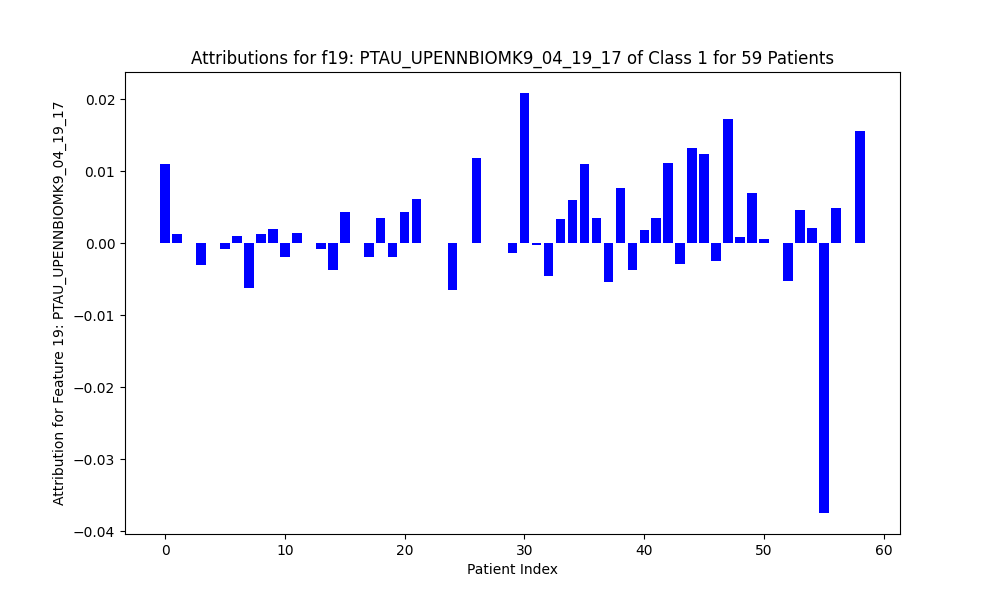 Attributions for f19: PTAU_UPENNBIOMK9_04_19_17 of Class 1 for 59 Patients
Attribution for Feature 19: PTAU_UPENNBIOMK9_04_19_17
0.02
0.01
0.00
−0.01
−0.02
−0.03
−0.04
0 10 20 30 40 50 60
Patient Index